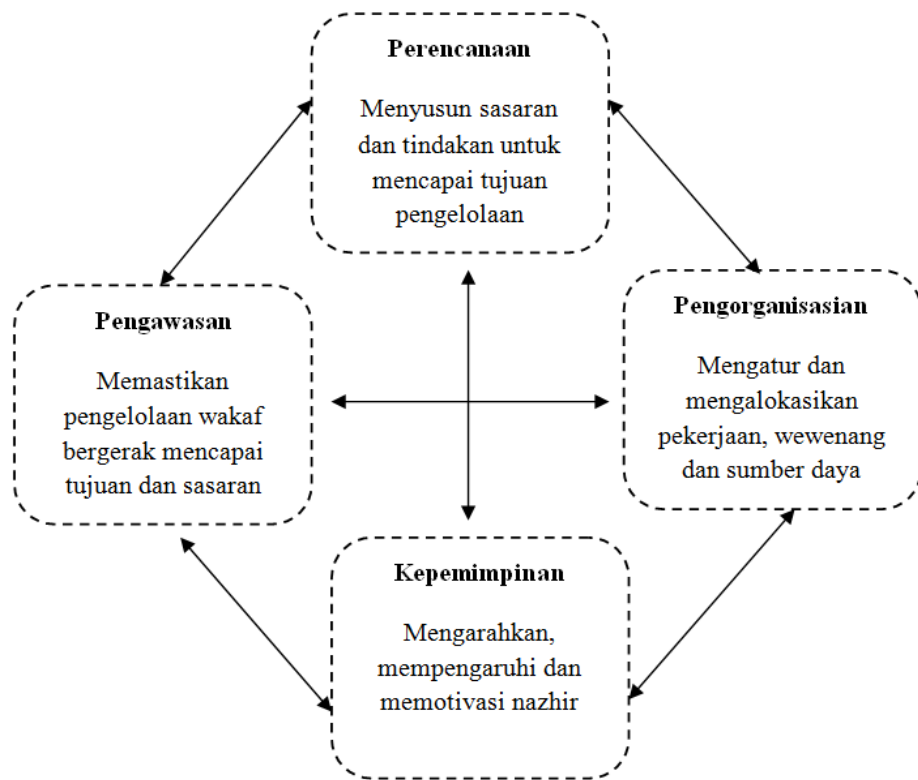 Perencanaan
Menyusun sasaran
dan tindakan untuk
mencapai tujuan
pengelolaan
Pengawasan
Memastikan
pengelolaan wakaf
bergerak mencapai
tujuan dan sasaran
Pengorganisasian
Mengatur dan
mengalokasikan
pekerjaan, wewenang
dan sumber daya
Kepemimpinan
Mengarahkan,
mempengaruhi dan
memotivasi nazhir